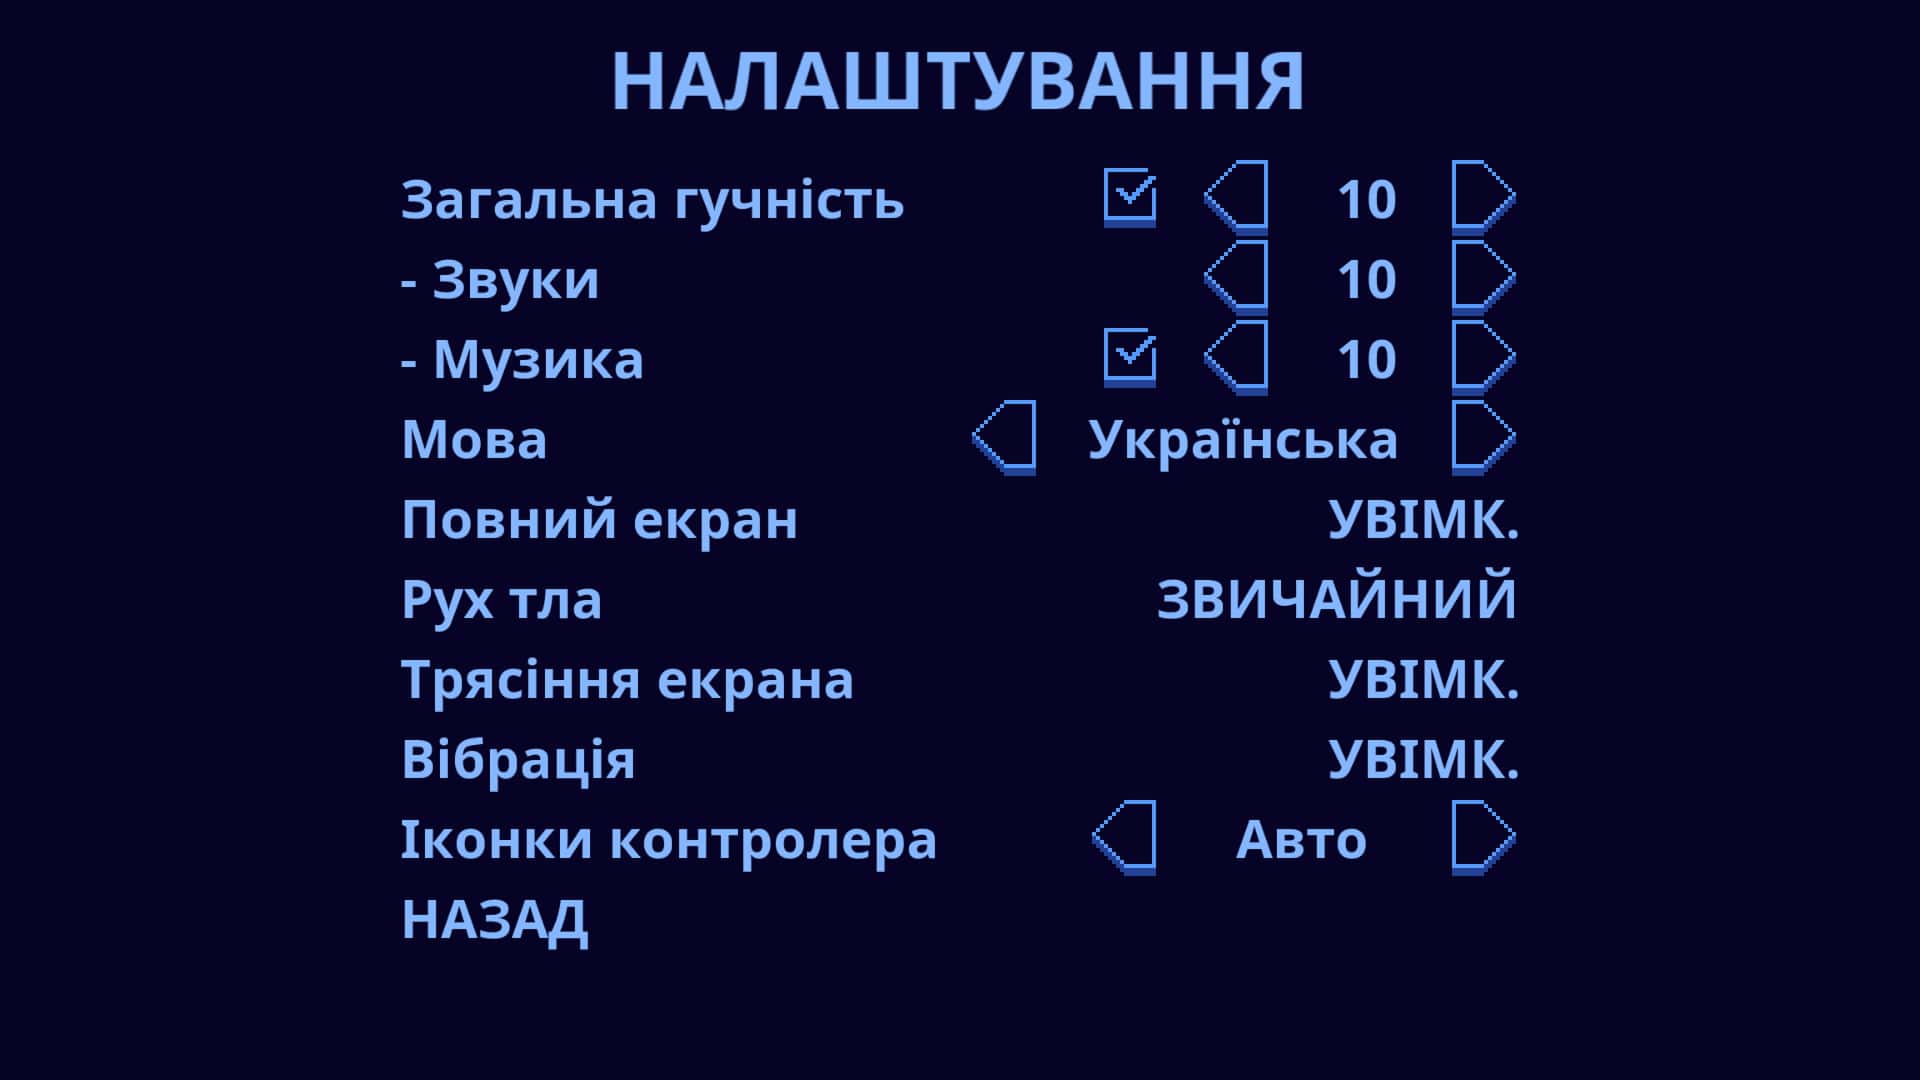 НАЛАШТУВАННЯ
Загальна гучність 10
- Звуки 10
- Музика 10
Мова Українська
Повний екран УВІМК.
Рух тла ЗВИЧАЙНИЙ
Трясіння екрана УВІМК.
Вібрація УВІМК.
Іконки контролера Авто
НАЗАД